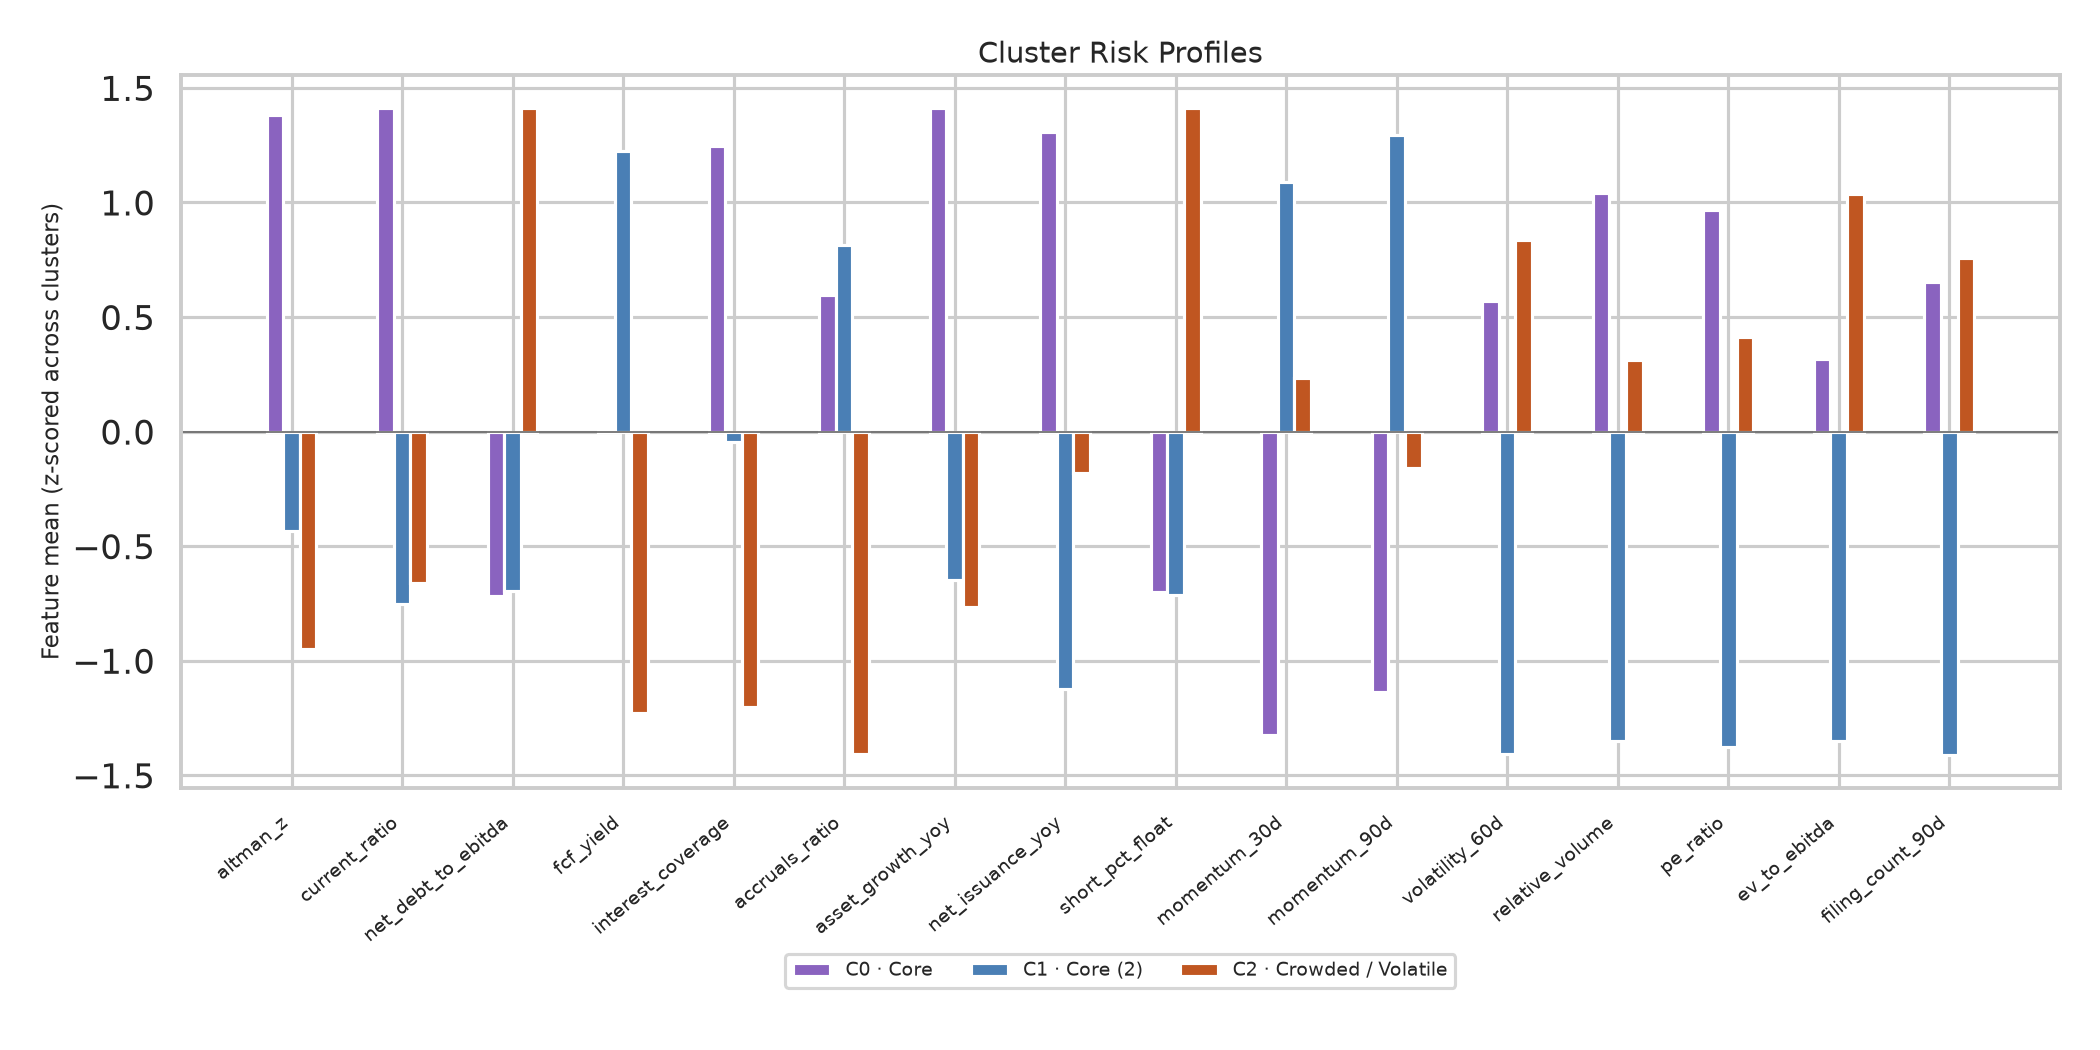 Cluster Risk Profiles
Feature mean (z-scored across clusters)
1.5
1.0
0.5
0.0
−0.5
−1.0
−1.5
altman_z
current_ratio
net_debt_to_ebitda
fcf_yield
interest_coverage
accruals_ratio
asset_growth_yoy
net_issuance_yoy
short_pct_float
momentum_30d
momentum_90d
volatility_60d
relative_volume
pe_ratio
ev_to_ebitda
filing_count_90d
C0 · Core
C1 · Core (2)
C2 · Crowded / Volatile